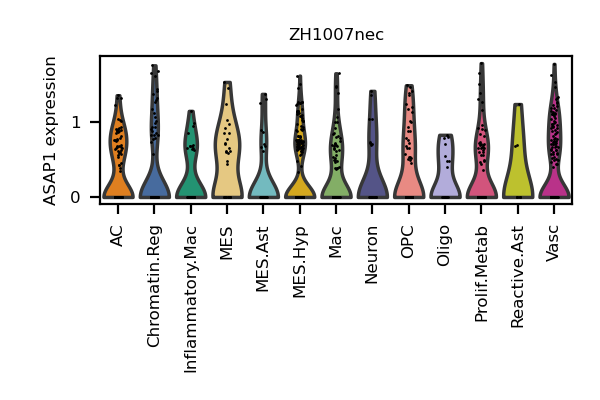 ZH1007nec
ASAP1 expression
1
0
AC
Chromatin.Reg
Inflammatory.Mac
MES
MES.Ast
MES.Hyp
Mac
Neuron
OPC
Oligo
Prolif.Metab
Reactive.Ast
Vasc